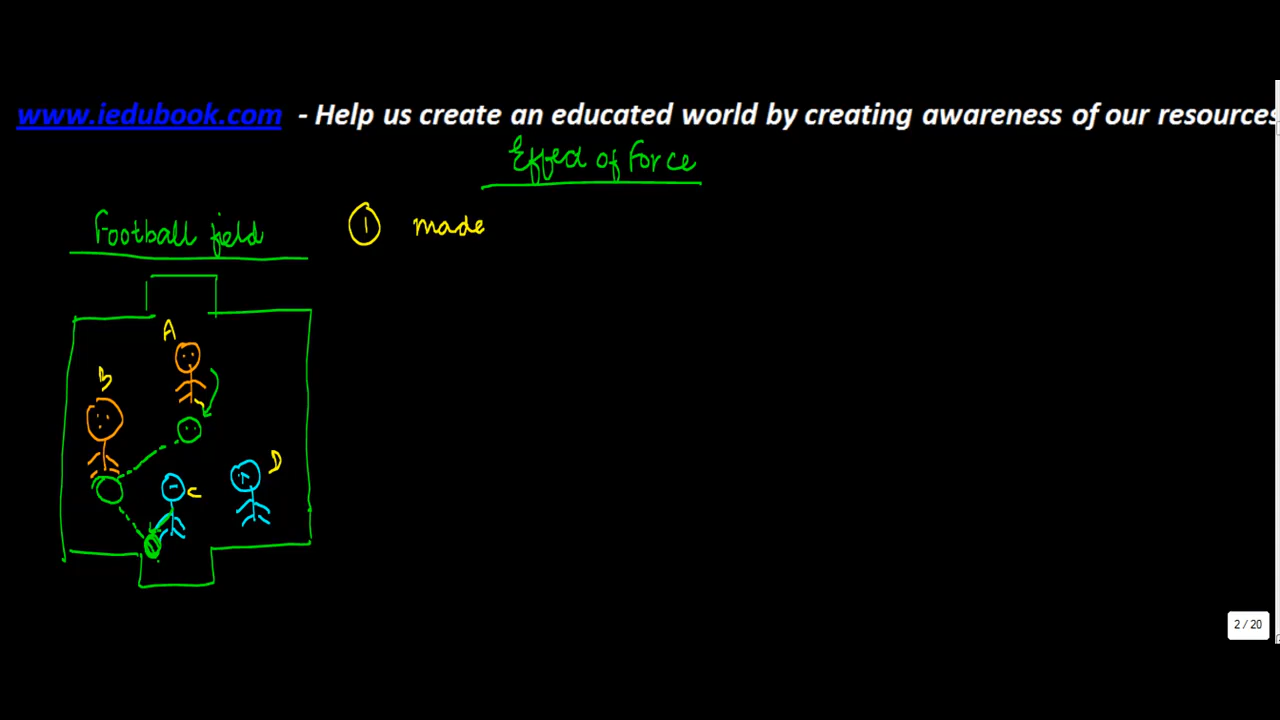 www.iedubook.com - Help us create an educated world by creating awareness of our resources
Effect of Force
Football field
1 made
A
B
D
C
2 / 20